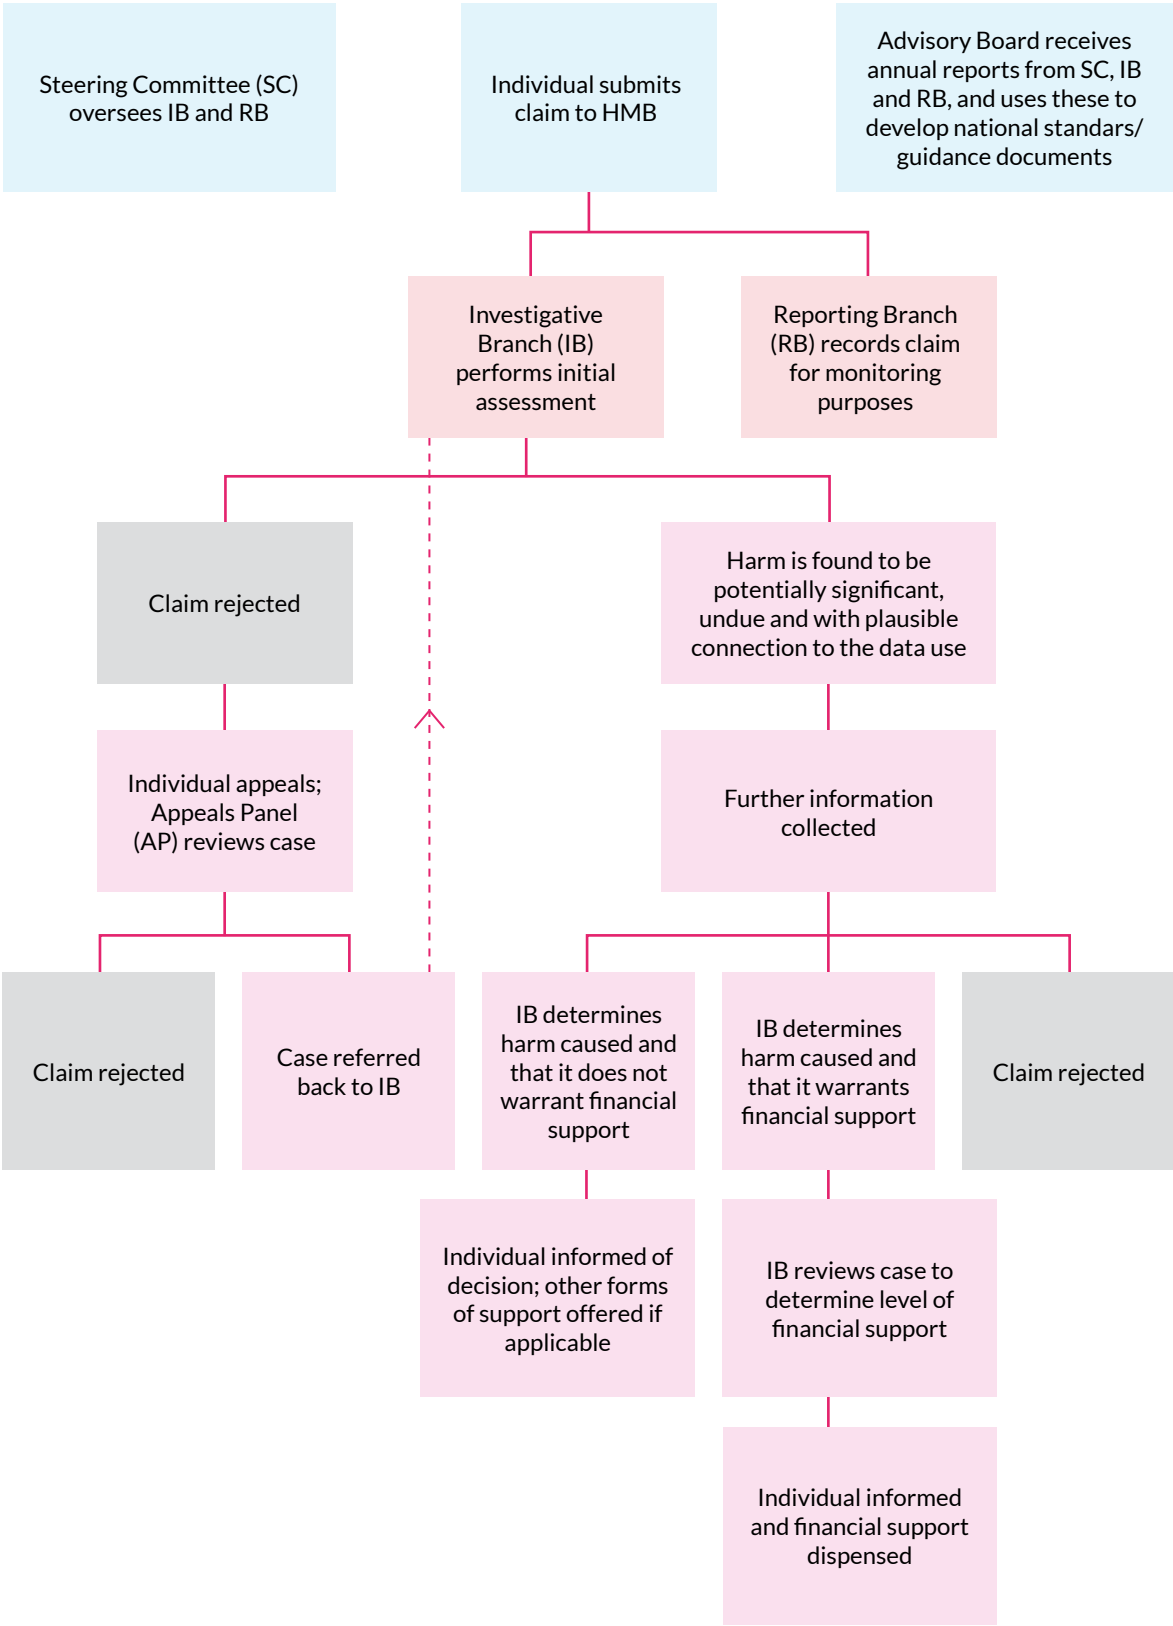 Steering Committee (SC)
oversees IB and RB
Individual submits
claim to HMB
Advisory Board receives
annual reports from SC, IB
and RB, and uses these to
develop national standars/
guidance documents
Investigative
Branch (IB)
performs initial
assessment
Reporting Branch
(RB) records claim
for monitoring
purposes
Claim rejected
Harm is found to be
potentially significant,
undue and with plausible
connection to the data use
Individual appeals;
Appeals Panel
(AP) reviews case
Further information
collected
Claim rejected
Case referred
back to IB
IB determines
harm caused and
that it does not
warrant financial
support
IB determines
harm caused and
that it warrants
financial support
Claim rejected
Individual informed of
decision; other forms
of support offered if
applicable
IB reviews case to
determine level of
financial support
Individual informed
and financial support
dispensed